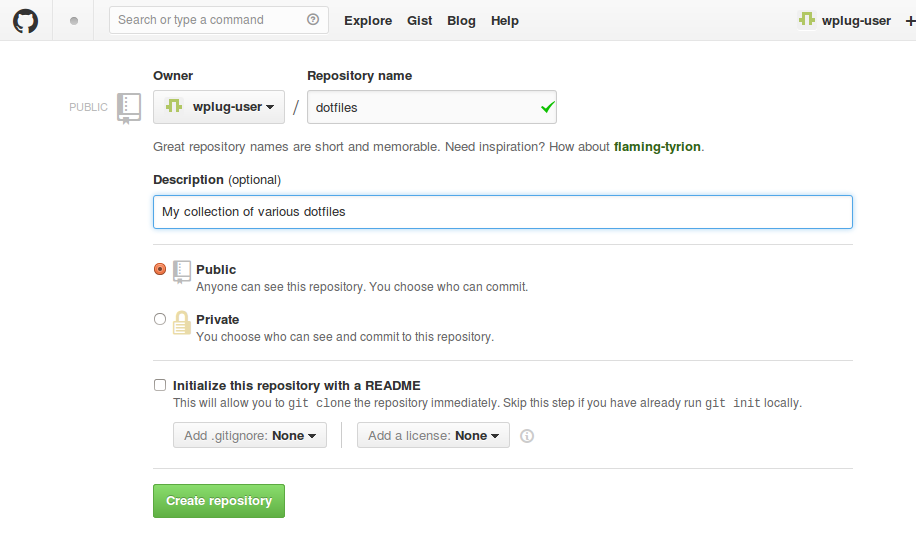 Search or type a command
Explore Gist Blog Help
wplug-user
Owner
Repository name
PUBLIC
wplug-user / dotfiles
Great repository names are short and memorable. Need inspiration? How about flaming-tyrion.
Description (optional)
My collection of various dotfiles
Public
Anyone can see this repository. You choose who can commit.
Private
You choose who can see and commit to this repository.
Initialize this repository with a README
This will allow you to git clone the repository immediately. Skip this step if you have already run git init locally.
Add .gitignore: None
Add a license: None
Create repository